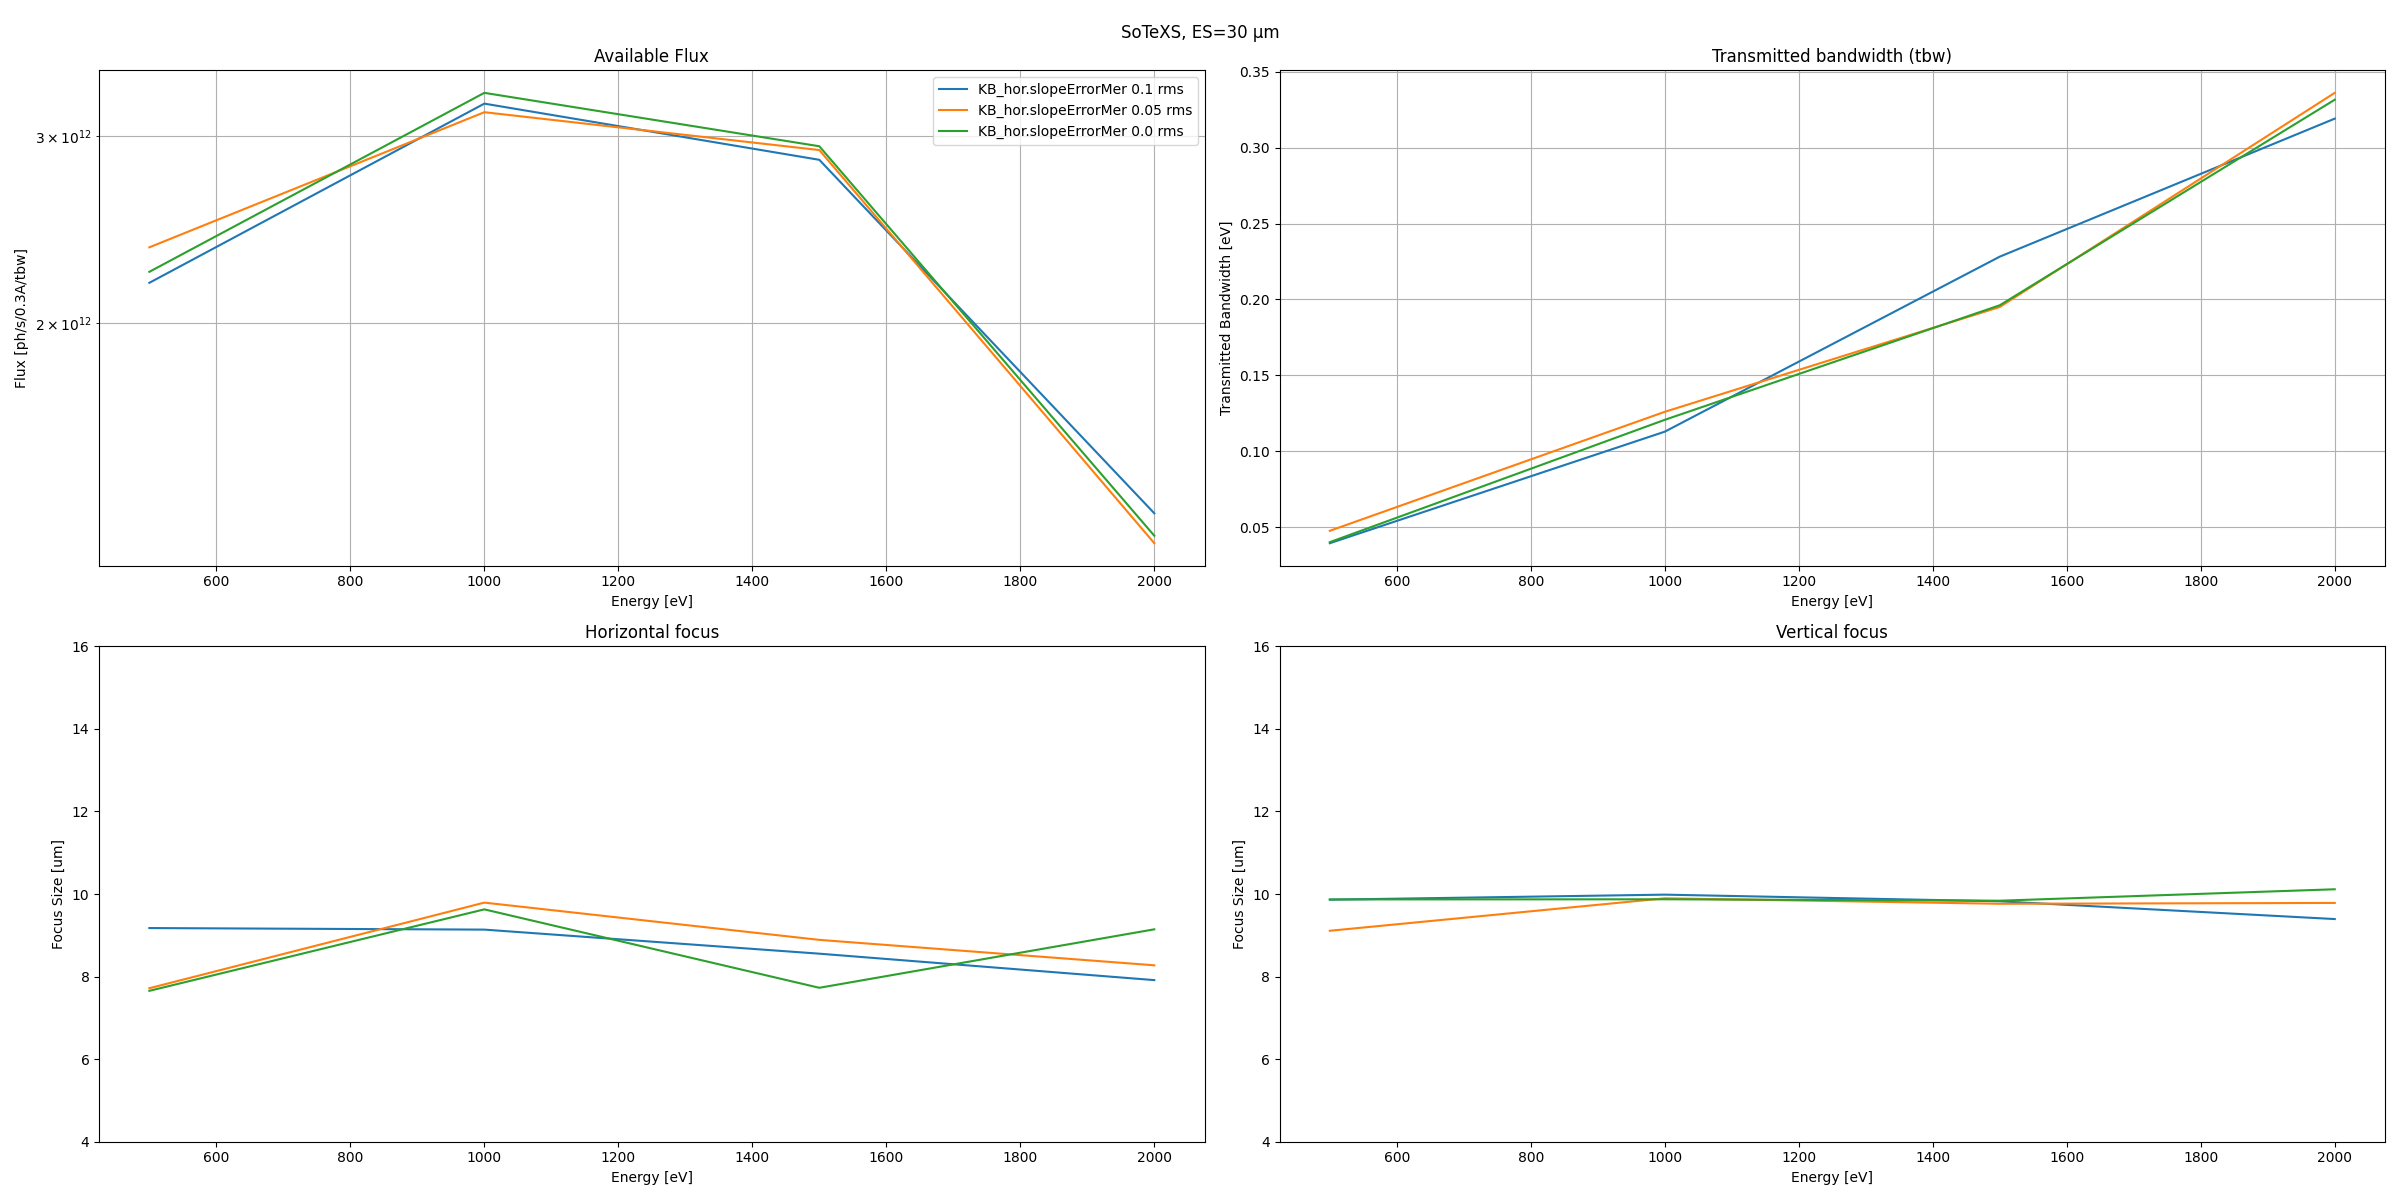 SoTeXS, ES=30 μm
Available Flux
Flux [ph/s/0.3A/tbw]
3 × 10¹²
2 × 10¹²
KB_hor.slopeErrorMer 0.1 rms
KB_hor.slopeErrorMer 0.05 rms
KB_hor.slopeErrorMer 0.0 rms
600 800 1000 1200 1400 1600 1800 2000
Energy [eV]
Transmitted bandwidth (tbw)
Transmitted Bandwidth [eV]
0.35
0.30
0.25
0.20
0.15
0.10
0.05
600 800 1000 1200 1400 1600 1800 2000
Energy [eV]
Horizontal focus
Focus Size [um]
16
14
12
10
8
6
4
600 800 1000 1200 1400 1600 1800 2000
Energy [eV]
Vertical focus
Focus Size [um]
16
14
12
10
8
6
4
600 800 1000 1200 1400 1600 1800 2000
Energy [eV]